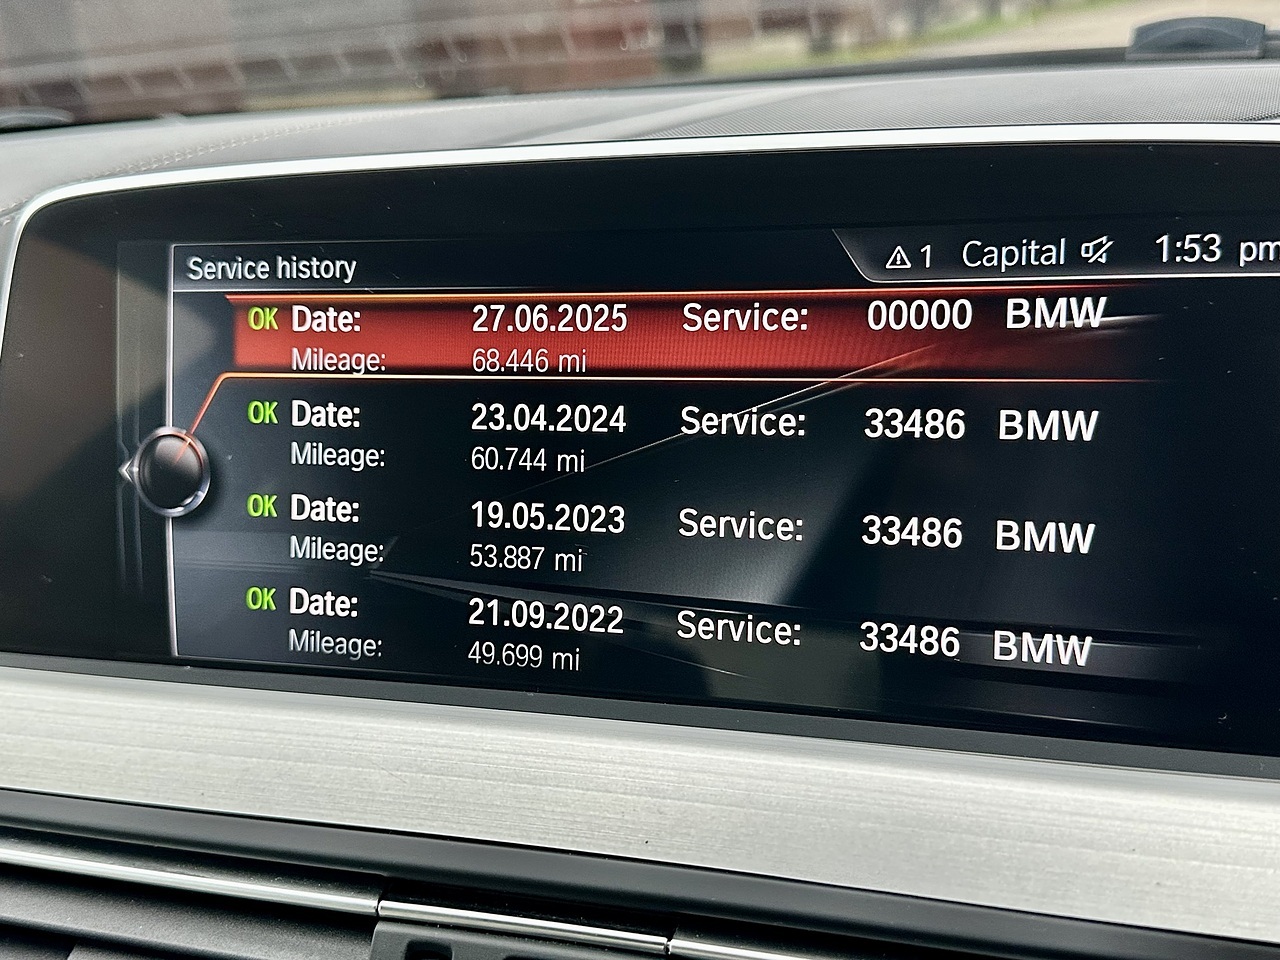 Service history ⚠ 1 Capital 1:53 pm
OK Date: 27.06.2025 Service: 00000 BMW
Mileage: 68.446 mi
OK Date: 23.04.2024 Service: 33486 BMW
Mileage: 60.744 mi
OK Date: 19.05.2023 Service: 33486 BMW
Mileage: 53.887 mi
OK Date: 21.09.2022 Service: 33486 BMW
Mileage: 49.699 mi